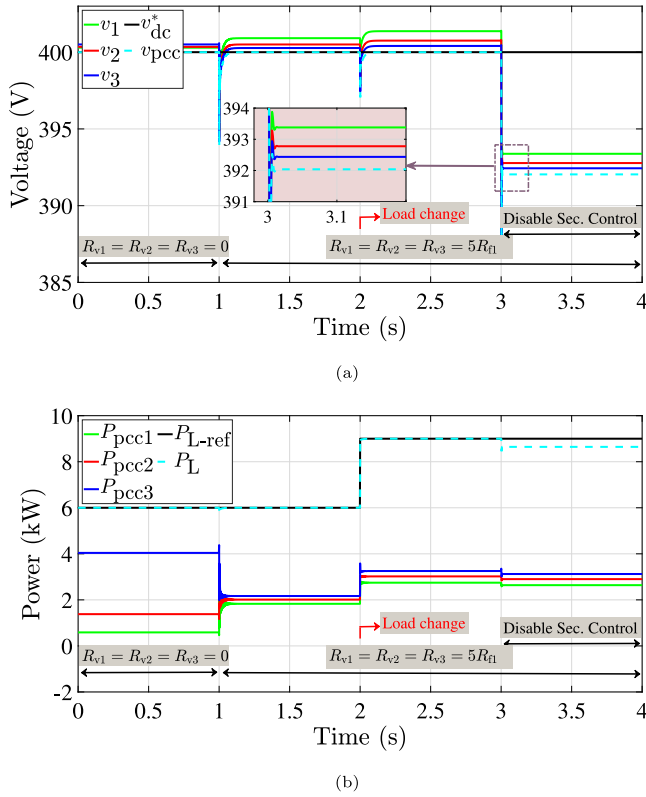 v1 v*dc
v2 vpcc
v3
400
395
390
385
Voltage (V)
394
393
392
391
3 3.1
Load change
Disable Sec. Control
Rv1 = Rv2 = Rv3 = 0
Rv1 = Rv2 = Rv3 = 5Rf1
0 0.5 1 1.5 2 2.5 3 3.5 4
Time (s)
(a)
Ppcc1 PL-ref
Ppcc2 PL
Ppcc3
10
8
6
4
2
0
-2
Power (kW)
Load change
Disable Sec. Control
Rv1 = Rv2 = Rv3 = 0
Rv1 = Rv2 = Rv3 = 5Rf1
0 0.5 1 1.5 2 2.5 3 3.5 4
Time (s)
(b)